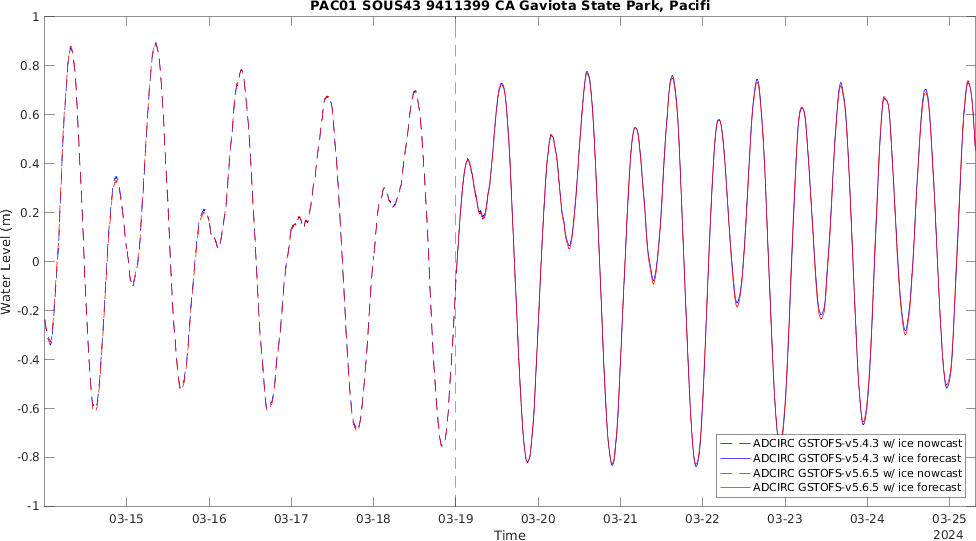 PAC01 SOUS43 9411399 CA Gaviota State Park, Pacifi
Water Level (m)
1
0.8
0.6
0.4
0.2
0
-0.2
-0.4
-0.6
-0.8
-1
03-15 03-16 03-17 03-18 03-19 03-20 03-21 03-22 03-23 03-24 03-25
2024
Time
ADCIRC GSTOFS-v5.4.3 w/ ice nowcast
ADCIRC GSTOFS-v5.4.3 w/ ice forecast
ADCIRC GSTOFS-v5.6.5 w/ ice nowcast
ADCIRC GSTOFS-v5.6.5 w/ ice forecast